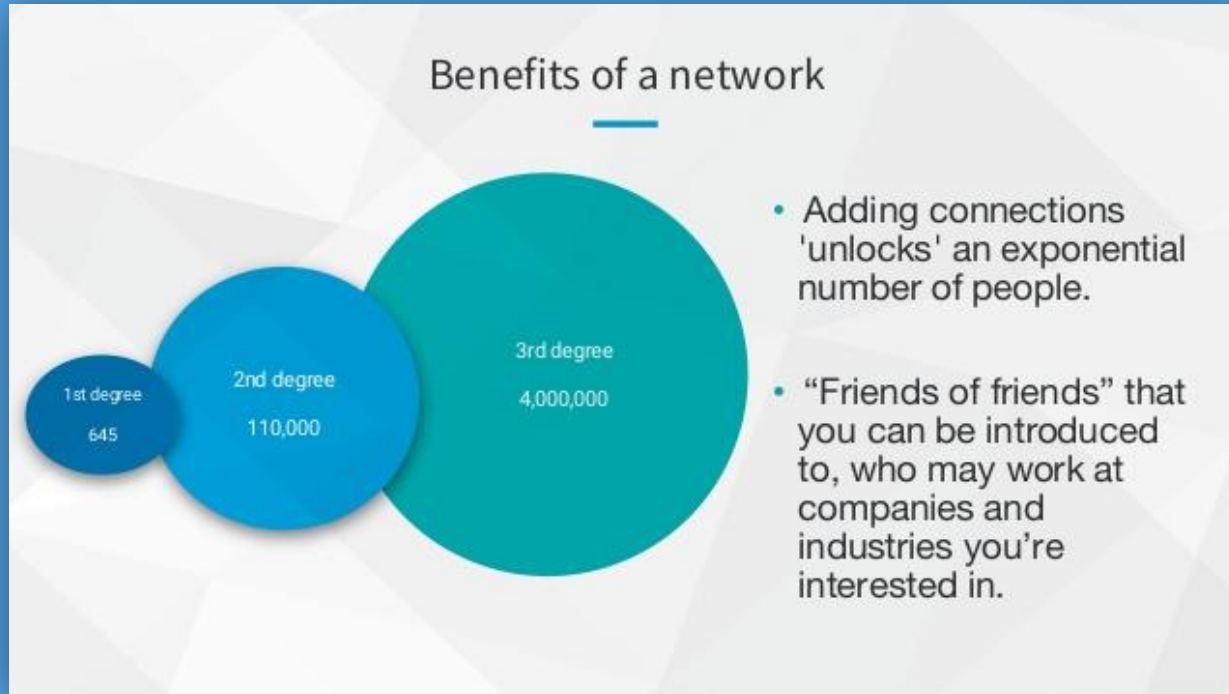 Benefits of a network
1st degree
645
2nd degree
110,000
3rd degree
4,000,000
• Adding connections
'unlocks' an exponential
number of people.
• “Friends of friends” that
you can be introduced
to, who may work at
companies and
industries you’re
interested in.